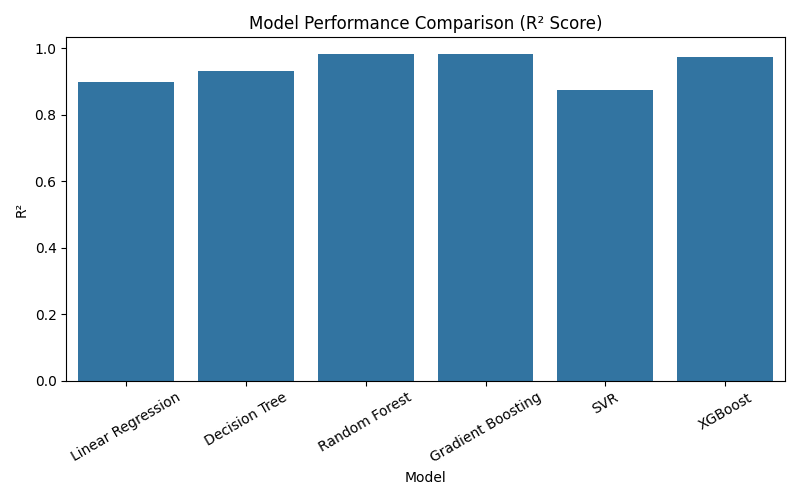 Model Performance Comparison (R² Score)
R²
1.0
0.8
0.6
0.4
0.2
0.0
Linear Regression
Decision Tree
Random Forest
Gradient Boosting
SVR
XGBoost
Model